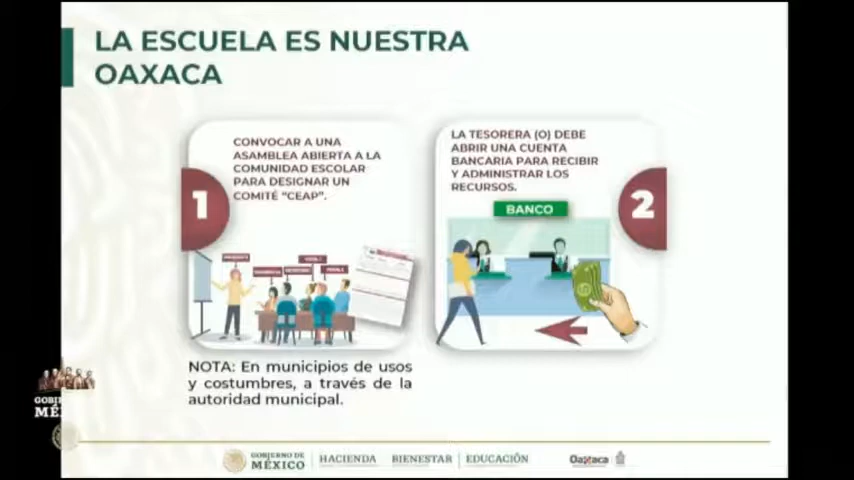 LA ESCUELA ES NUESTRA
OAXACA
CONVOCAR A UNA
ASAMBLEA ABIERTA A LA
COMUNIDAD ESCOLAR
PARA DESIGNAR UN
COMITÉ "CEAP".
1
LA TESORERA (O) DEBE
ABRIR UNA CUENTA
BANCARIA PARA RECIBIR
Y ADMINISTRAR LOS
RECURSOS.
BANCO
2
NOTA: En municipios de usos
y costumbres, a través de la
autoridad municipal.
GOBIERNO DE
MÉXICO
HACIENDA
BIENESTAR
EDUCACIÓN
Oaxaca